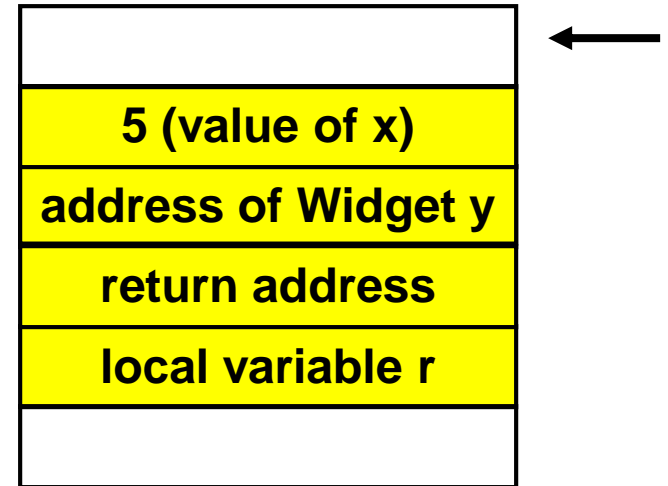 5 (value of x)
address of Widget y
return address
local variable r